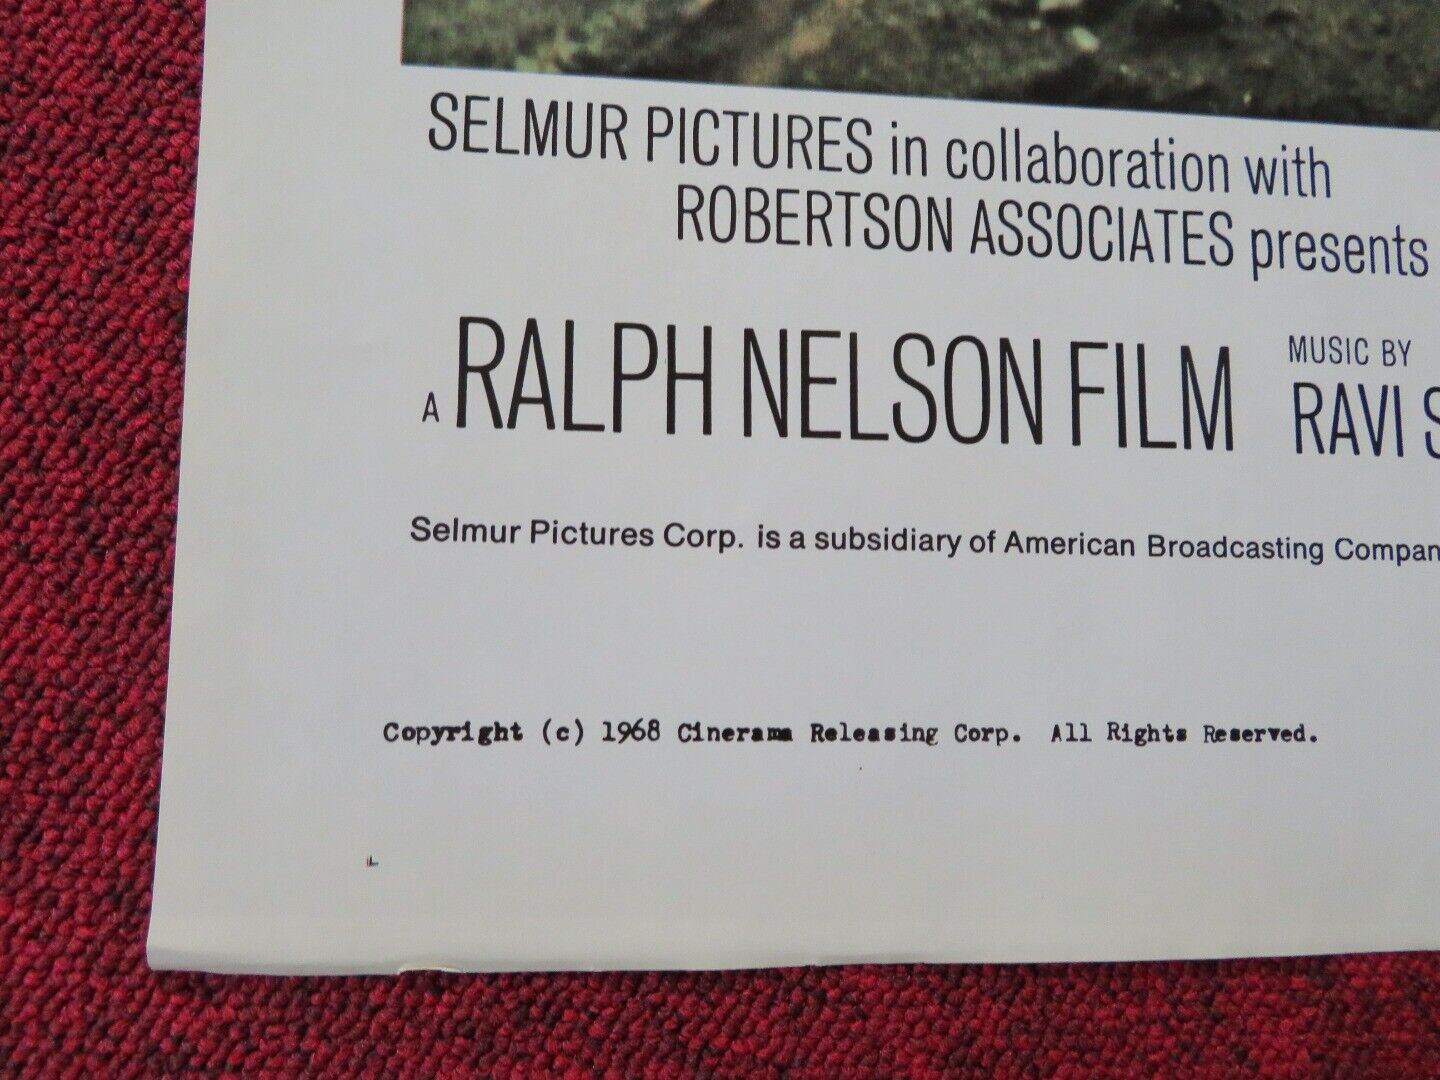 SELMUR PICTURES in collaboration with
ROBERTSON ASSOCIATES presents
A RALPH NELSON FILM
MUSIC BY
RAVI
Selmur Pictures Corp. is a subsidiary of American Broadcasting
Copyright (c) 1968 Cinerama Releasing Corp. All Rights Reserved.